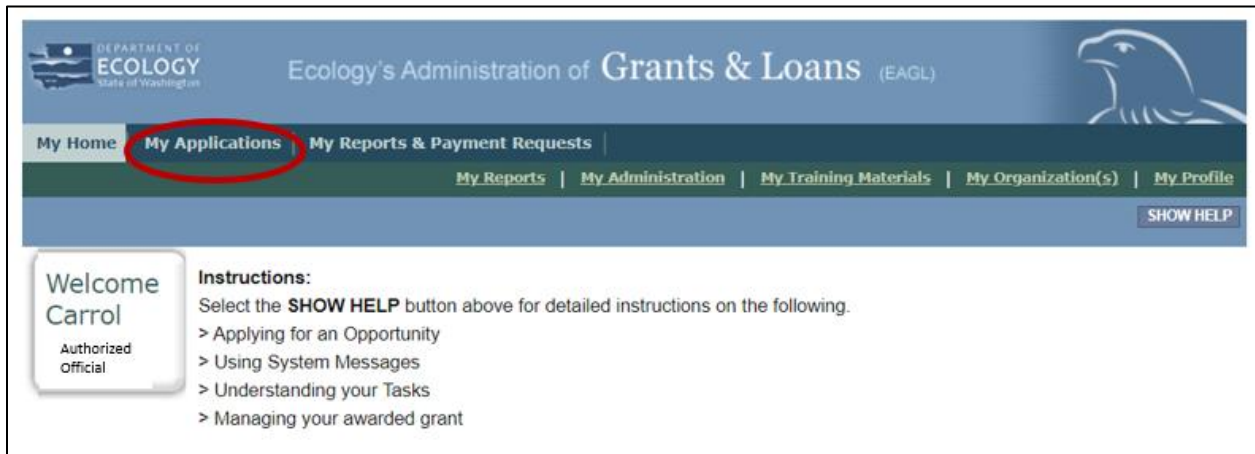 DEPARTMENT OF
ECOLOGY
State of Washington
Ecology's Administration of Grants & Loans (EAGL)
My Home My Applications My Reports & Payment Requests
My Reports | My Administration | My Training Materials | My Organization(s) | My Profile
SHOW HELP
Welcome
Carrol
Authorized
Official
Instructions:
Select the SHOW HELP button above for detailed instructions on the following.
> Applying for an Opportunity
> Using System Messages
> Understanding your Tasks
> Managing your awarded grant